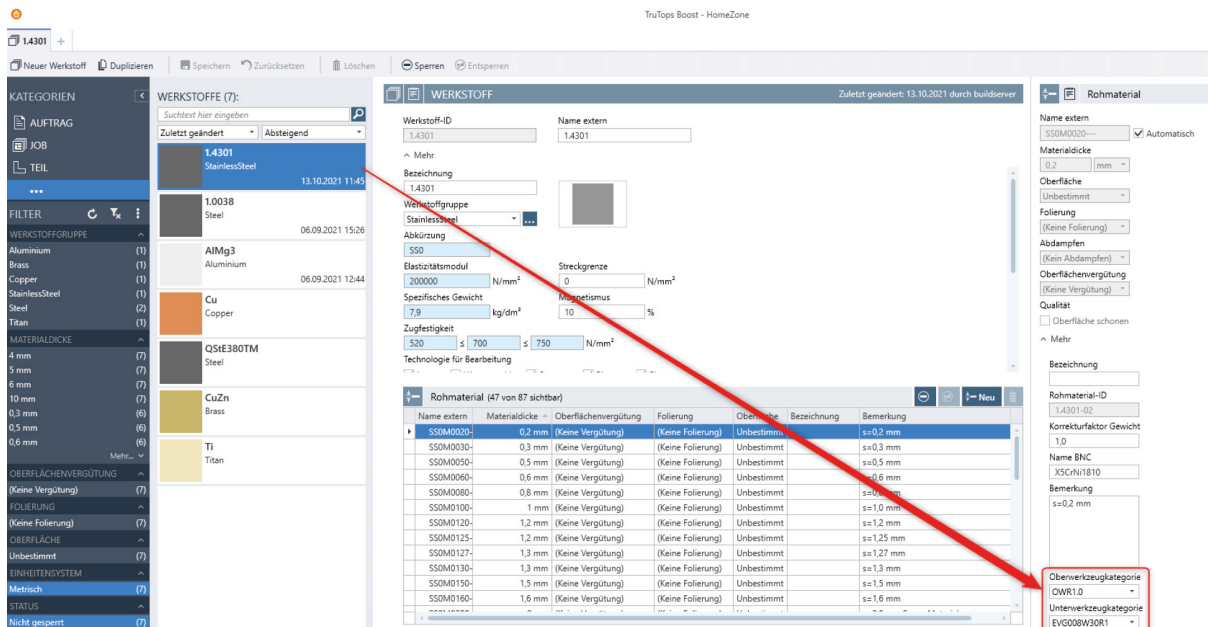 TruTops Boost - HomeZone
1.4301 +
Neuer Werkstoff Duplizieren Speichern Zurücksetzen Löschen Sperren Entsperren
KATEGORIEN
AUFTRAG
JOB
TEIL
...
FILTER
WERKSTOFFGRUPPE
Aluminium (1)
Brass (1)
Copper (1)
StainlessSteel (1)
Steel (2)
Titan (1)
MATERIALDICKE
4 mm (7)
5 mm (7)
6 mm (7)
10 mm (7)
0,3 mm (6)
0,5 mm (6)
0,6 mm (6)
Mehr...
OBERFLÄCHENVERGÜTUNG
(Keine Vergütung) (7)
FOLIERUNG
(Keine Folierung) (7)
OBERFLÄCHE
Unbestimmt (7)
EINHEITENSYSTEM
Metrisch (7)
STATUS
Nicht gesperrt (7)
WERKSTOFFE (7):
Suchtext hier eingeben
Zuletzt geändert Absteigend
1.4301
StainlessSteel
13.10.2021 11:45
1.0038
Steel
06.09.2021 15:26
AlMg3
Aluminium
06.09.2021 12:44
Cu
Copper
QStE380TM
Steel
CuZn
Brass
Ti
Titan
WERKSTOFF Zuletzt geändert: 13.10.2021 durch buildserver
Werkstoff-ID Name extern
1.4301 1.4301
Mehr
Bezeichnung
1.4301
Werkstoffgruppe
StainlessSteel ...
Abkürzung
SS0
Elastizitätsmodul Streckgrenze
200000 N/mm² 0 N/mm²
Spezifisches Gewicht Magnetismus
7,9 kg/dm³ 10 %
Zugfestigkeit
520 ≤ 700 ≤ 750 N/mm²
Technologie für Bearbeitung
Rohmaterial (47 von 87 sichtbar) Neu
Name extern Materialdicke Oberflächenvergütung Folierung Oberfläche Bezeichnung Bemerkung
SS0M0020- 0,2 mm (Keine Vergütung) (Keine Folierung) Unbestimmt s=0,2 mm
SS0M0030- 0,3 mm (Keine Vergütung) (Keine Folierung) Unbestimmt s=0,3 mm
SS0M0050- 0,5 mm (Keine Vergütung) (Keine Folierung) Unbestimmt s=0,5 mm
SS0M0060- 0,6 mm (Keine Vergütung) (Keine Folierung) Unbestimmt s=0,6 mm
SS0M0080- 0,8 mm (Keine Vergütung) (Keine Folierung) Unbestimmt mm
SS0M0100- 1 mm (Keine Vergütung) (Keine Folierung) Unbestimmt s=1,0 mm
SS0M0120- 1,2 mm (Keine Vergütung) (Keine Folierung) Unbestimmt s=1,2 mm
SS0M0125- 1,2 mm (Keine Vergütung) (Keine Folierung) Unbestimmt s=1,25 mm
SS0M0127- 1,3 mm (Keine Vergütung) (Keine Folierung) Unbestimmt s=1,27 mm
SS0M0130- 1,3 mm (Keine Vergütung) (Keine Folierung) Unbestimmt s=1,3 mm
SS0M0150- 1,5 mm (Keine Vergütung) (Keine Folierung) Unbestimmt s=1,5 mm
SS0M0160- 1,6 mm (Keine Vergütung) (Keine Folierung) Unbestimmt s=1,6 mm
Rohmaterial
Name extern
SS0M0020--- Automatisch
Materialdicke
0,2 mm
Oberfläche
Unbestimmt
Folierung
(Keine Folierung)
Abdampfen
(Kein Abdampfen)
Oberflächenvergütung
(Keine Vergütung)
Qualität
Oberfläche schonen
Mehr
Bezeichnung
Rohmaterial-ID
1.4301-02
Korrekturfaktor Gewicht
1,0
Name BNC
X5CrNi1810
Bemerkung
s=0,2 mm
Oberwerkzeugkategorie
OWR1.0
Unterwerkzeugkategorie
EVG008W30R1